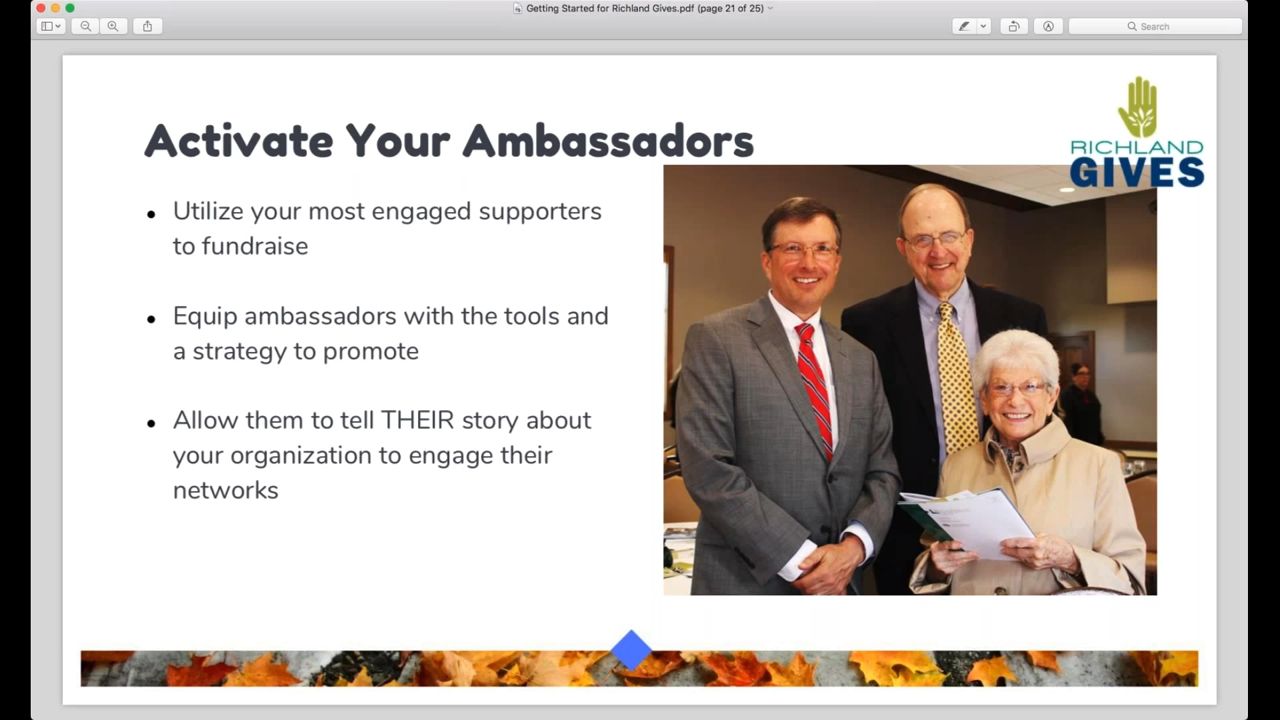 Getting Started for Richland Gives.pdf (page 21 of 25)
Search
RICHLAND
GIVES
Activate Your Ambassadors
• Utilize your most engaged supporters
to fundraise
• Equip ambassadors with the tools and
a strategy to promote
• Allow them to tell THEIR story about
your organization to engage their
networks